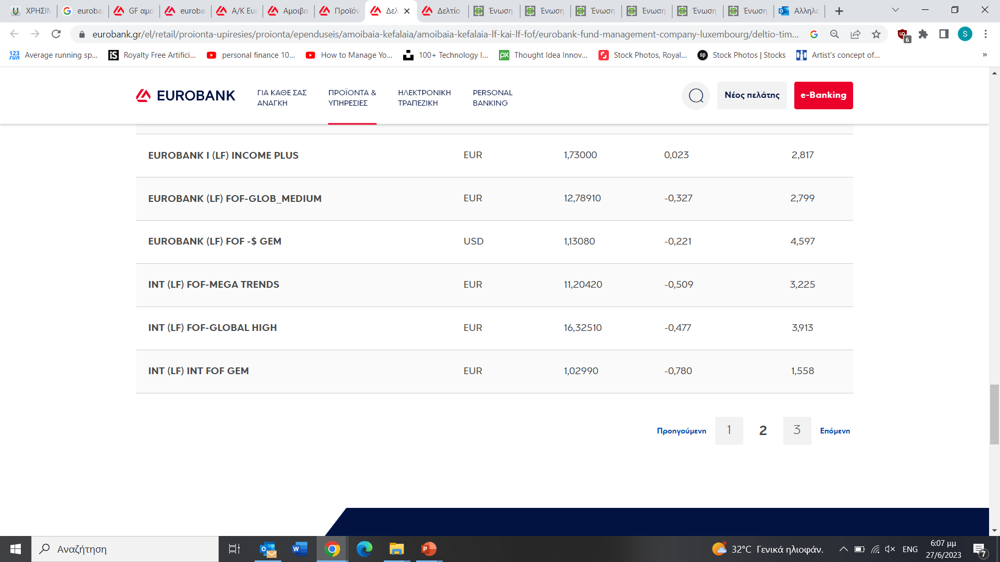 ΧΡΗΣΙΜ
euroba
GF αμο
euroba
A/K Eur
Αμοιβα
Προϊόν
Δελ
Δελτίο
Ένωση
Ένωση
Ένωση
Ένωση
Ένωση
Ένωση
Αλληλο
eurobank.gr/el/retail/proionta-upiresies/proionta/ependuseis/amoibaia-kefalaia/amoibaia-kefalaia-lf-kai-lf-fof/eurobank-fund-management-company-luxembourg/deltio-tim...
6
S
123 run
Average running sp...
iS
Royalty Free Artifici...
personal finance 10...
How to Manage Yo...
100+ Technology I...
px
Thought Idea Innov...
Stock Photos, Royal...
sp
Stock Photos | Stocks
Artist's concept of...
»
EUROBANK
ΓΙΑ ΚΑΘΕ ΣΑΣ
ΑΝΑΓΚΗ
ΠΡΟΪΟΝΤΑ &
ΥΠΗΡΕΣΙΕΣ
ΗΛΕΚΤΡΟΝΙΚΗ
ΤΡΑΠΕΖΙΚΗ
PERSONAL
BANKING
Νέος πελάτης
e-Banking
EUROBANK I (LF) INCOME PLUS EUR 1,73000 0,023 2,817
EUROBANK (LF) FOF-GLOB_MEDIUM EUR 12,78910 -0,327 2,799
EUROBANK (LF) FOF -$ GEM USD 1,13080 -0,221 4,597
INT (LF) FOF-MEGA TRENDS EUR 11,20420 -0,509 3,225
INT (LF) FOF-GLOBAL HIGH EUR 16,32510 -0,477 3,913
INT (LF) INT FOF GEM EUR 1,02990 -0,780 1,558
Προηγούμενη 1 2 3 Επόμενη
Αναζήτηση
32°C Γενικά ηλιοφάν.
ENG
6:07 μμ
27/6/2023
7